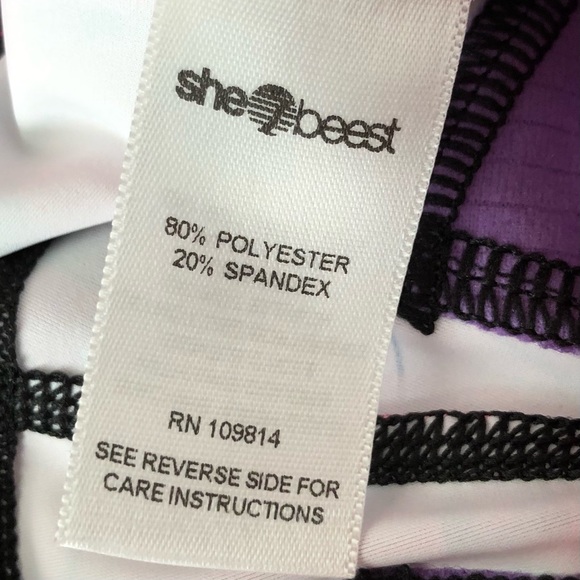 shebeest
80% POLYESTER
20% SPANDEX
RN 109814
SEE REVERSE SIDE FOR
CARE INSTRUCTIONS